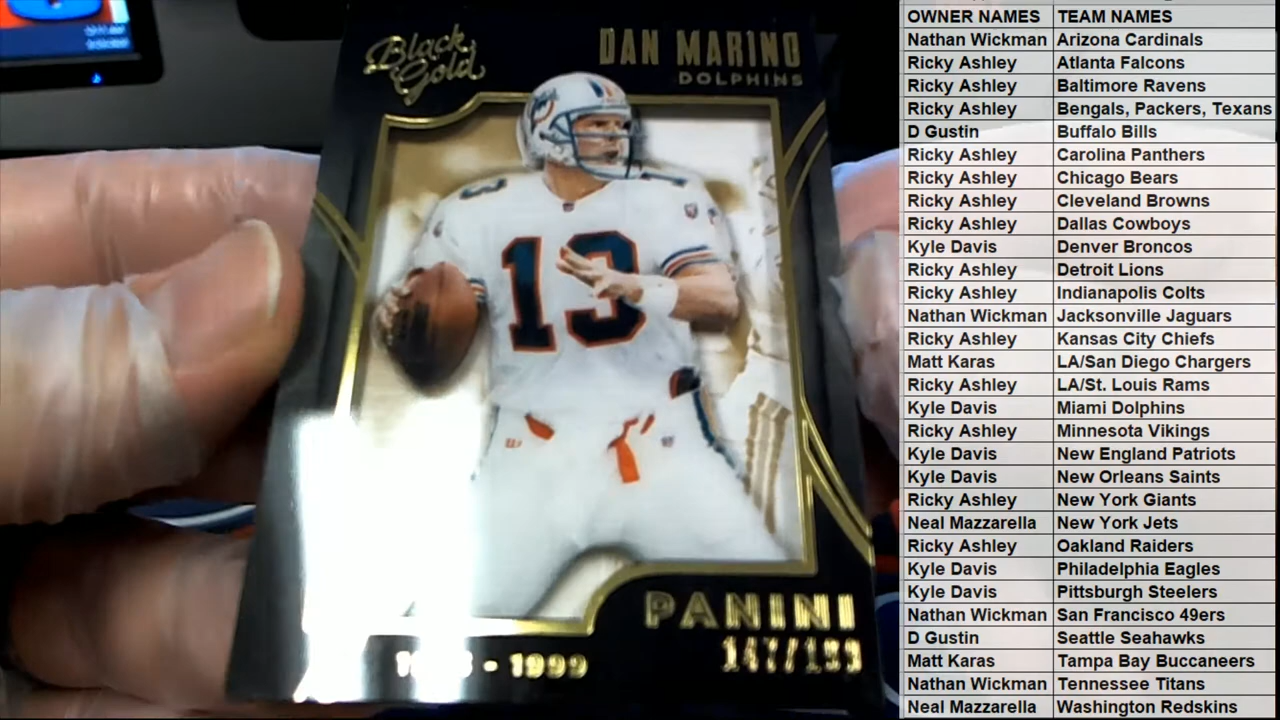 Black
Gold
DAN MARINO
DOLPHINS
13
PANINI
147/199
- 1999
OWNER NAMES TEAM NAMES
Nathan Wickman Arizona Cardinals
Ricky Ashley Atlanta Falcons
Ricky Ashley Baltimore Ravens
Ricky Ashley Bengals, Packers, Texans
D Gustin Buffalo Bills
Ricky Ashley Carolina Panthers
Ricky Ashley Chicago Bears
Ricky Ashley Cleveland Browns
Ricky Ashley Dallas Cowboys
Kyle Davis Denver Broncos
Ricky Ashley Detroit Lions
Ricky Ashley Indianapolis Colts
Nathan Wickman Jacksonville Jaguars
Ricky Ashley Kansas City Chiefs
Matt Karas LA/San Diego Chargers
Ricky Ashley LA/St. Louis Rams
Kyle Davis Miami Dolphins
Ricky Ashley Minnesota Vikings
Kyle Davis New England Patriots
Kyle Davis New Orleans Saints
Ricky Ashley New York Giants
Neal Mazzarella New York Jets
Ricky Ashley Oakland Raiders
Kyle Davis Philadelphia Eagles
Kyle Davis Pittsburgh Steelers
Nathan Wickman San Francisco 49ers
D Gustin Seattle Seahawks
Matt Karas Tampa Bay Buccaneers
Nathan Wickman Tennessee Titans
Neal Mazzarella Washington Redskins